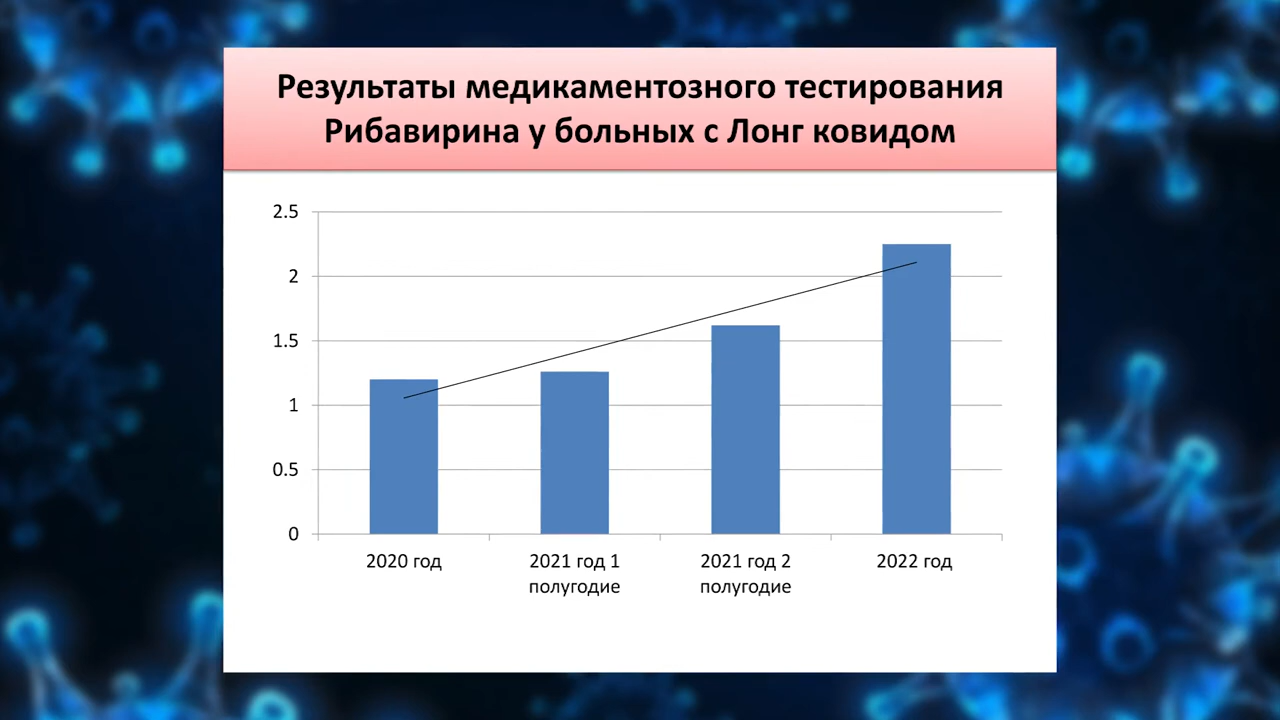 Результаты медикаментозного тестирования
Рибавирина у больных с Лонг ковидом
2.5
2
1.5
1
0.5
0
2020 год
2021 год 1
полугодие
2021 год 2
полугодие
2022 год